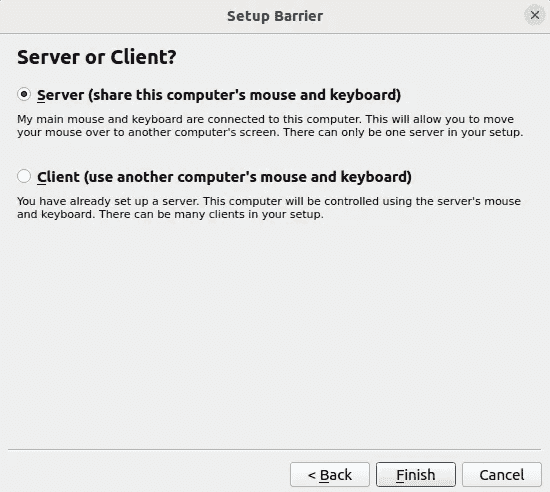 Setup Barrier
Server or Client?
Server (share this computer's mouse and keyboard)
My main mouse and keyboard are connected to this computer. This will allow you to move
your mouse over to another computer's screen. There can only be one server in your setup.
Client (use another computer's mouse and keyboard)
You have already set up a server. This computer will be controlled using the server's mouse
and keyboard. There can be many clients in your setup.
< Back
Finish
Cancel